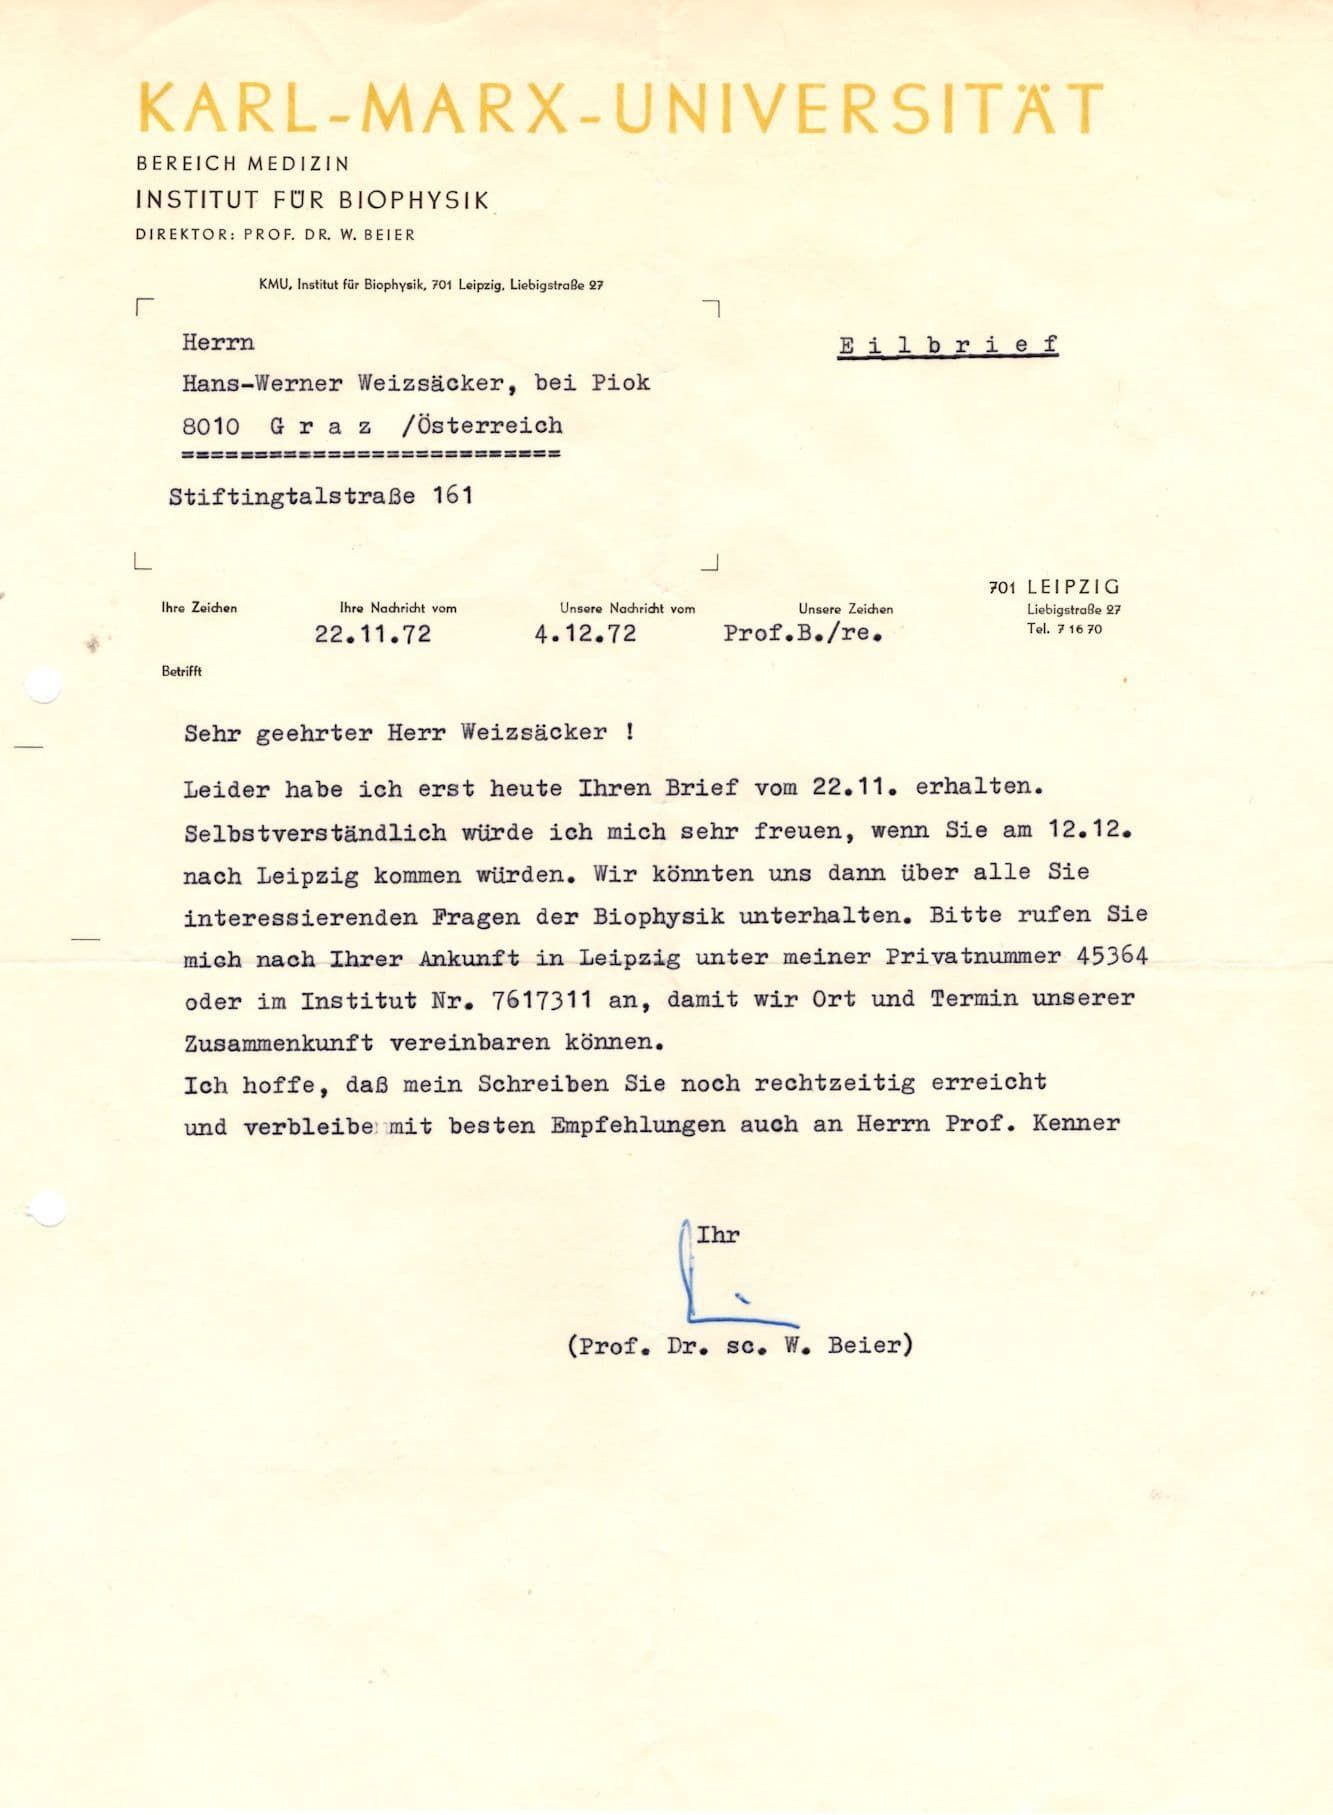 KARL-MARX-UNIVERSITÄT
BEREICH MEDIZIN
INSTITUT FÜR BIOPHYSIK
DIREKTOR: PROF. DR. W. BEIER
KMU, Institut für Biophysik, 701 Leipzig, Liebigstraße 27
Herrn
E i l b r i e f
Hans-Werner Weizsäcker, bei Piok
8010 G r a z /Österreich
==========================
Stiftingtalstraße 161
701 LEIPZIG
Liebigstraße 27
Tel. 7 16 70
Ihre Zeichen Ihre Nachricht vom Unsere Nachricht vom Unsere Zeichen
22.11.72 4.12.72 Prof.B./re.
Betrifft
Sehr geehrter Herr Weizsäcker !
Leider habe ich erst heute Ihren Brief vom 22.11. erhalten.
Selbstverständlich würde ich mich sehr freuen, wenn Sie am 12.12.
nach Leipzig kommen würden. Wir könnten uns dann über alle Sie
interessierenden Fragen der Biophysik unterhalten. Bitte rufen Sie
mich nach Ihrer Ankunft in Leipzig unter meiner Privatnummer 45364
oder im Institut Nr. 7617311 an, damit wir Ort und Termin unserer
Zusammenkunft vereinbaren können.
Ich hoffe, daß mein Schreiben Sie noch rechtzeitig erreicht
und verbleibe mit besten Empfehlungen auch an Herrn Prof. Kenner
Ihr
(Prof. Dr. sc. W. Beier)